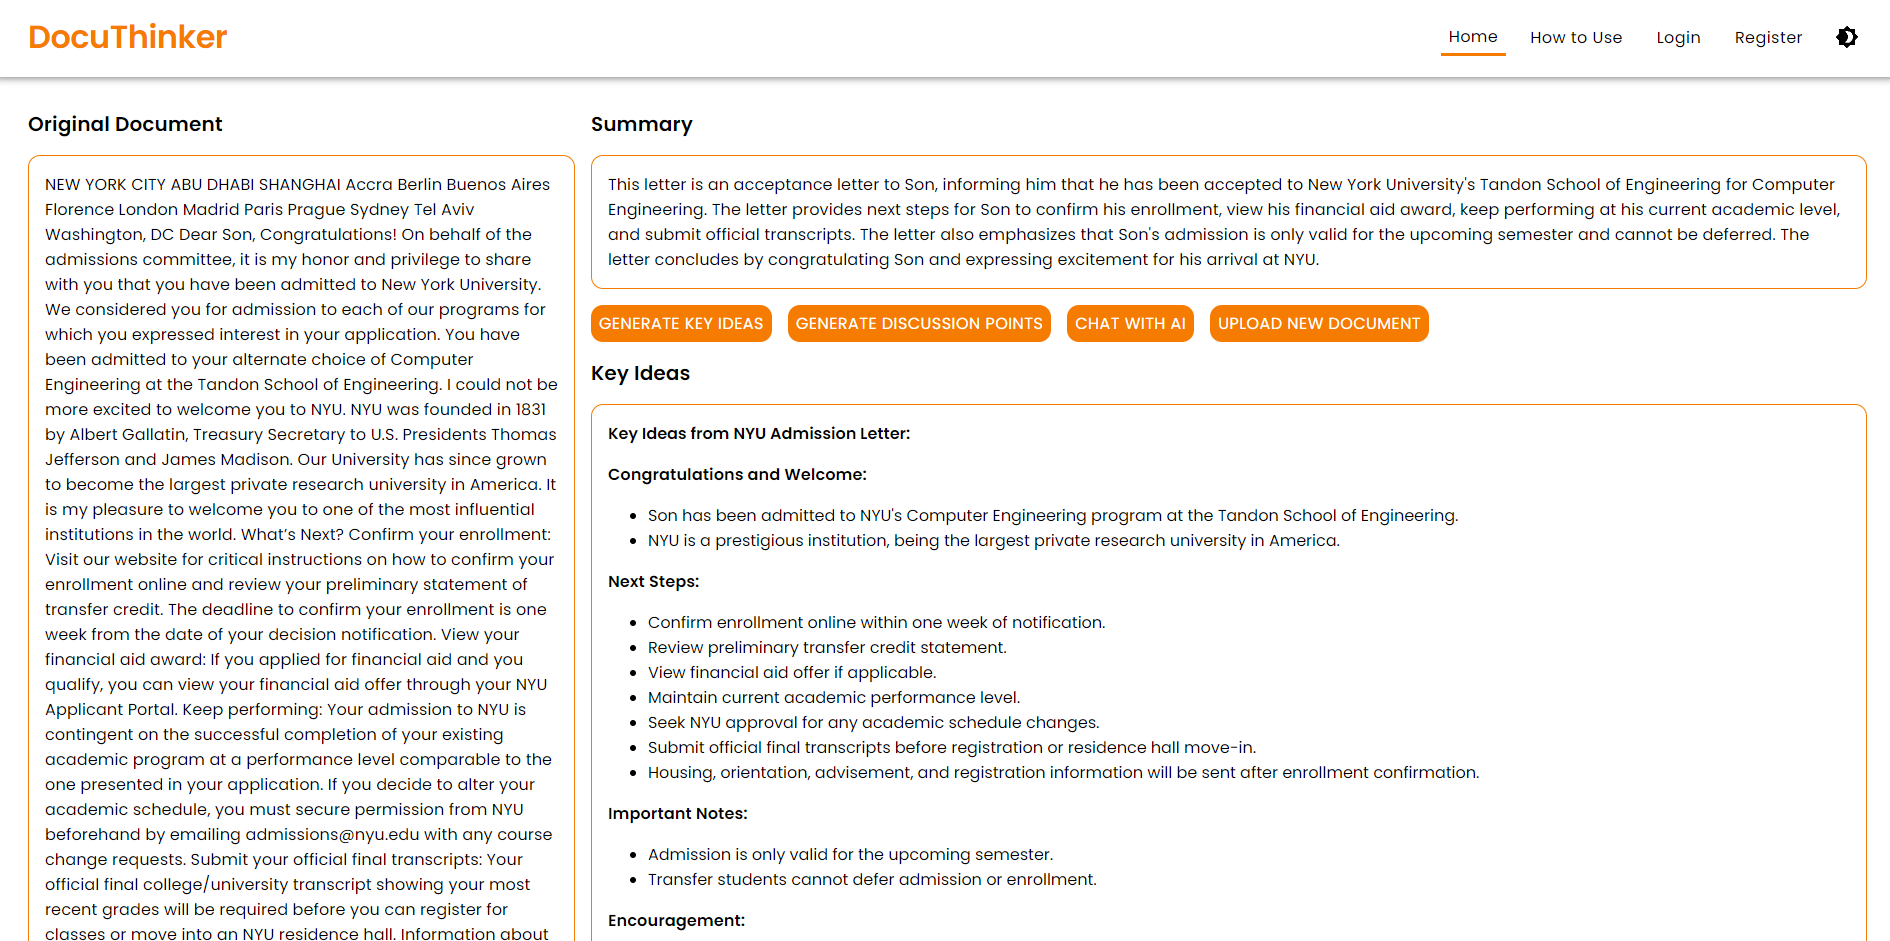 DocuThinker
Home
How to Use
Login
Register
Original Document
NEW YORK CITY ABU DHABI SHANGHAI Accra Berlin Buenos Aires
Florence London Madrid Paris Prague Sydney Tel Aviv
Washington, DC Dear Son, Congratulations! On behalf of the
admissions committee, it is my honor and privilege to share
with you that you have been admitted to New York University.
We considered you for admission to each of our programs for
which you expressed interest in your application. You have
been admitted to your alternate choice of Computer
Engineering at the Tandon School of Engineering. I could not be
more excited to welcome you to NYU. NYU was founded in 1831
by Albert Gallatin, Treasury Secretary to U.S. Presidents Thomas
Jefferson and James Madison. Our University has since grown
to become the largest private research university in America. It
is my pleasure to welcome you to one of the most influential
institutions in the world. What’s Next? Confirm your enrollment:
Visit our website for critical instructions on how to confirm your
enrollment online and review your preliminary statement of
transfer credit. The deadline to confirm your enrollment is one
week from the date of your decision notification. View your
financial aid award: If you applied for financial aid and you
qualify, you can view your financial aid offer through your NYU
Applicant Portal. Keep performing: Your admission to NYU is
contingent on the successful completion of your existing
academic program at a performance level comparable to the
one presented in your application. If you decide to alter your
academic schedule, you must secure permission from NYU
beforehand by emailing admissions@nyu.edu with any course
change requests. Submit your official final transcripts: Your
official final college/university transcript showing your most
recent grades will be required before you can register for
classes or move into an NYU residence hall. Information about
Summary
This letter is an acceptance letter to Son, informing him that he has been accepted to New York University's Tandon School of Engineering for Computer
Engineering. The letter provides next steps for Son to confirm his enrollment, view his financial aid award, keep performing at his current academic level,
and submit official transcripts. The letter also emphasizes that Son's admission is only valid for the upcoming semester and cannot be deferred. The
letter concludes by congratulating Son and expressing excitement for his arrival at NYU.
GENERATE KEY IDEAS
GENERATE DISCUSSION POINTS
CHAT WITH AI
UPLOAD NEW DOCUMENT
Key Ideas
Key Ideas from NYU Admission Letter:
Congratulations and Welcome:
• Son has been admitted to NYU's Computer Engineering program at the Tandon School of Engineering.
• NYU is a prestigious institution, being the largest private research university in America.
Next Steps:
• Confirm enrollment online within one week of notification.
• Review preliminary transfer credit statement.
• View financial aid offer if applicable.
• Maintain current academic performance level.
• Seek NYU approval for any academic schedule changes.
• Submit official final transcripts before registration or residence hall move-in.
• Housing, orientation, advisement, and registration information will be sent after enrollment confirmation.
Important Notes:
• Admission is only valid for the upcoming semester.
• Transfer students cannot defer admission or enrollment.
Encouragement: